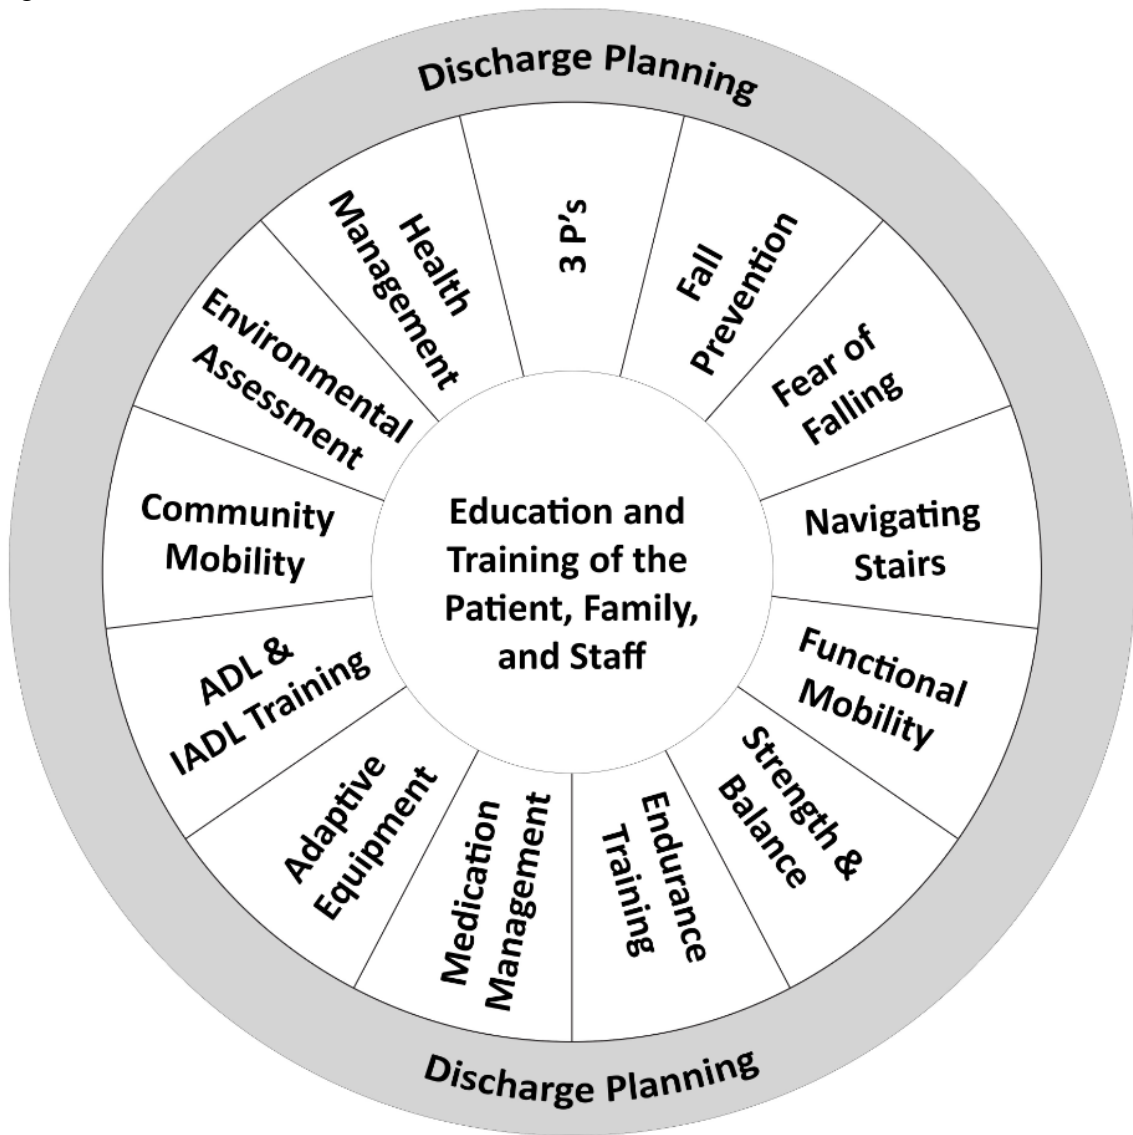 Discharge Planning
3 P's
Fall
Prevention
Fear of
Falling
Navigating
Stairs
Functional
Mobility
Strength &
Balance
Endurance
Training
Medication
Management
Adaptive
Equipment
ADL &
IADL Training
Community
Mobility
Environmental
Assessment
Health
Management
Education and
Training of the
Patient, Family,
and Staff
Discharge Planning